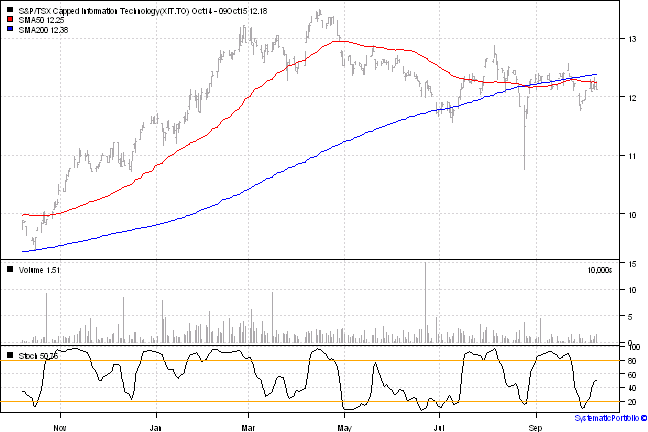 S&P/TSX Capped Information Technology(XIT.TO) Oct14 - 09Oct15 12.18
SMA50 12.25
SMA200 12.38
13
12
11
10
Volume 1.51
10,000s
15
10
5
0
Stoch 50.76
100
80
60
40
20
Nov Jan Mar May Jul Sep
SystematicPortfolio ©